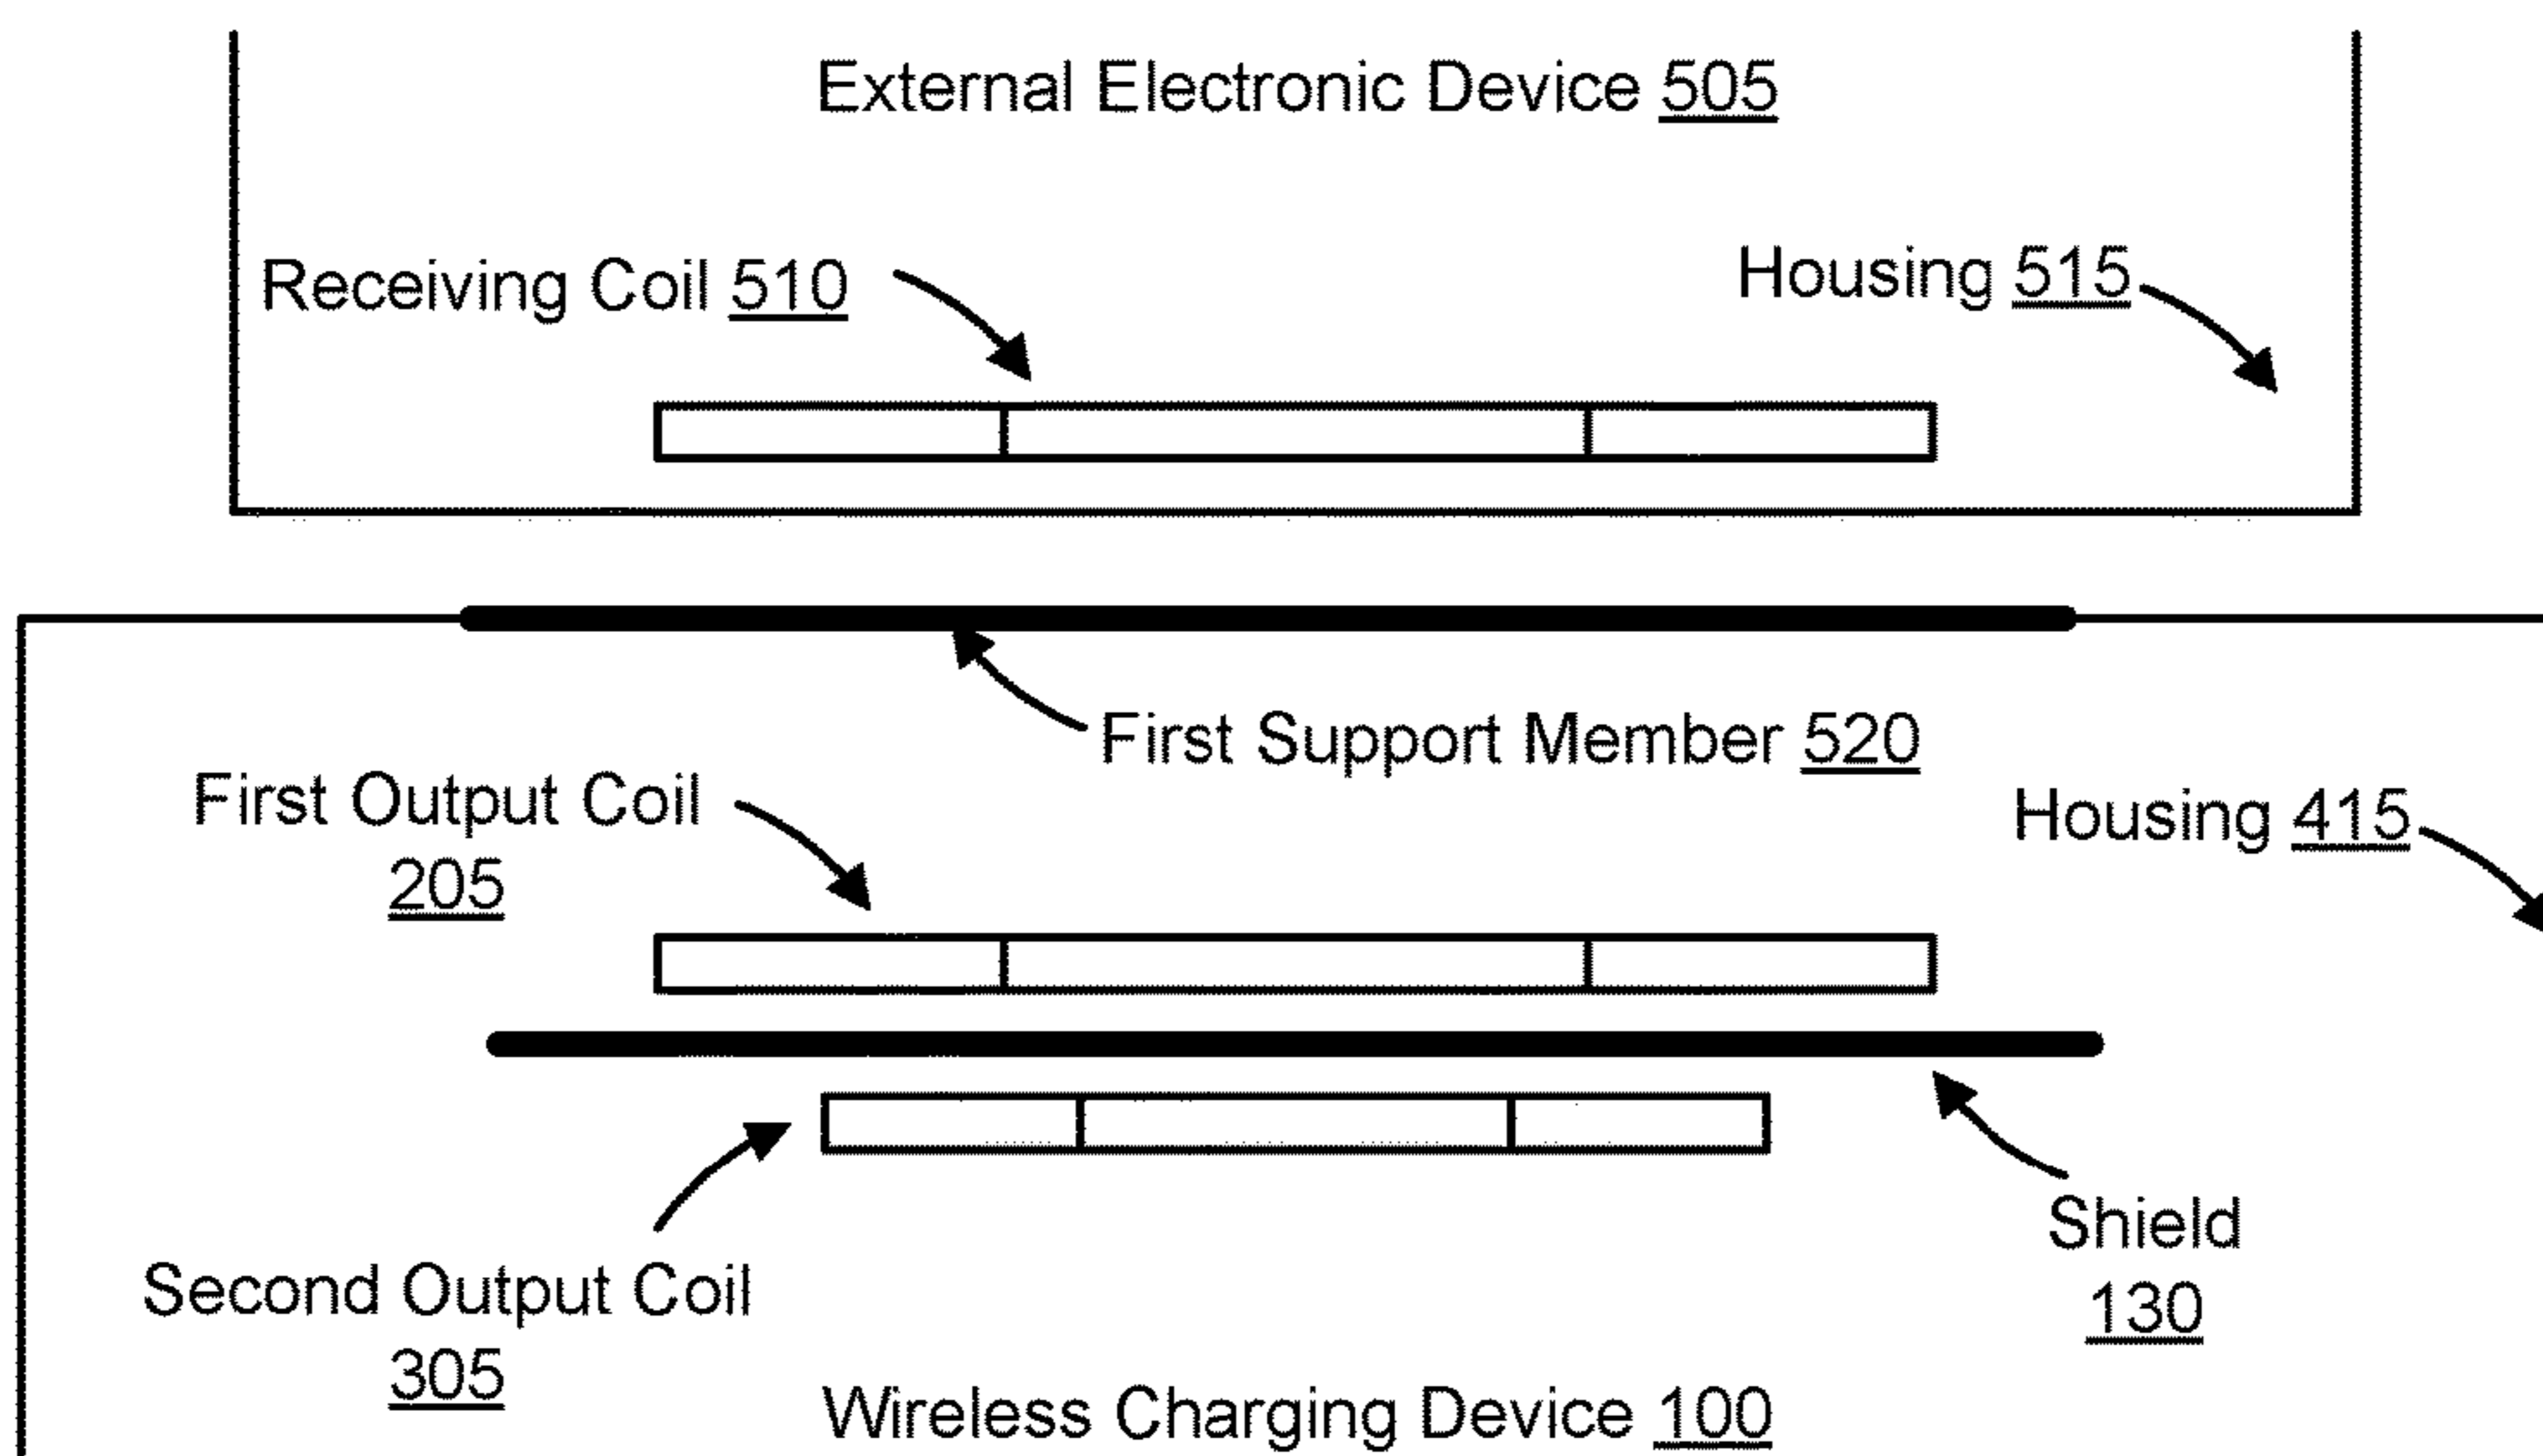 External Electronic Device 505
Receiving Coil 510
Housing 515
First Support Member 520
First Output Coil
205
Housing 415
Second Output Coil
305
Shield
130
Wireless Charging Device 100